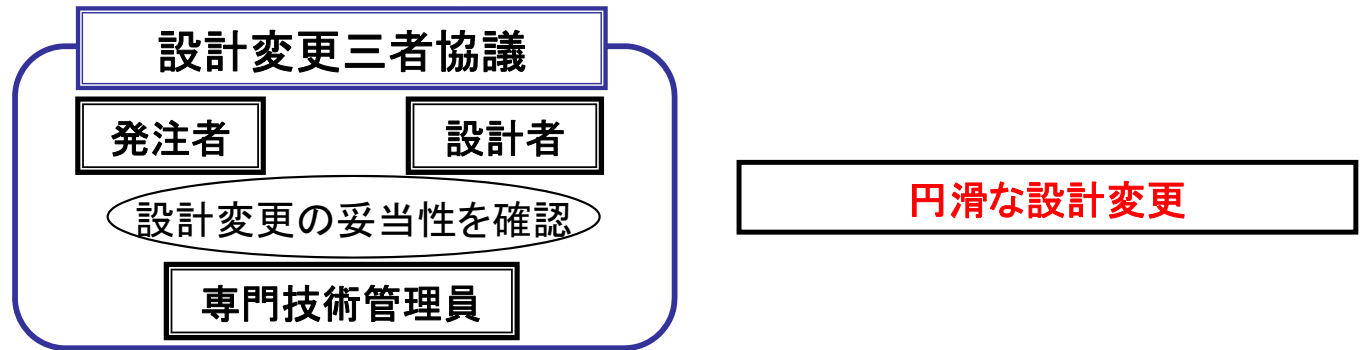 設計変更三者協議
発注者
設計者
設計変更の妥当性を確認
専門技術管理員
円滑な設計変更